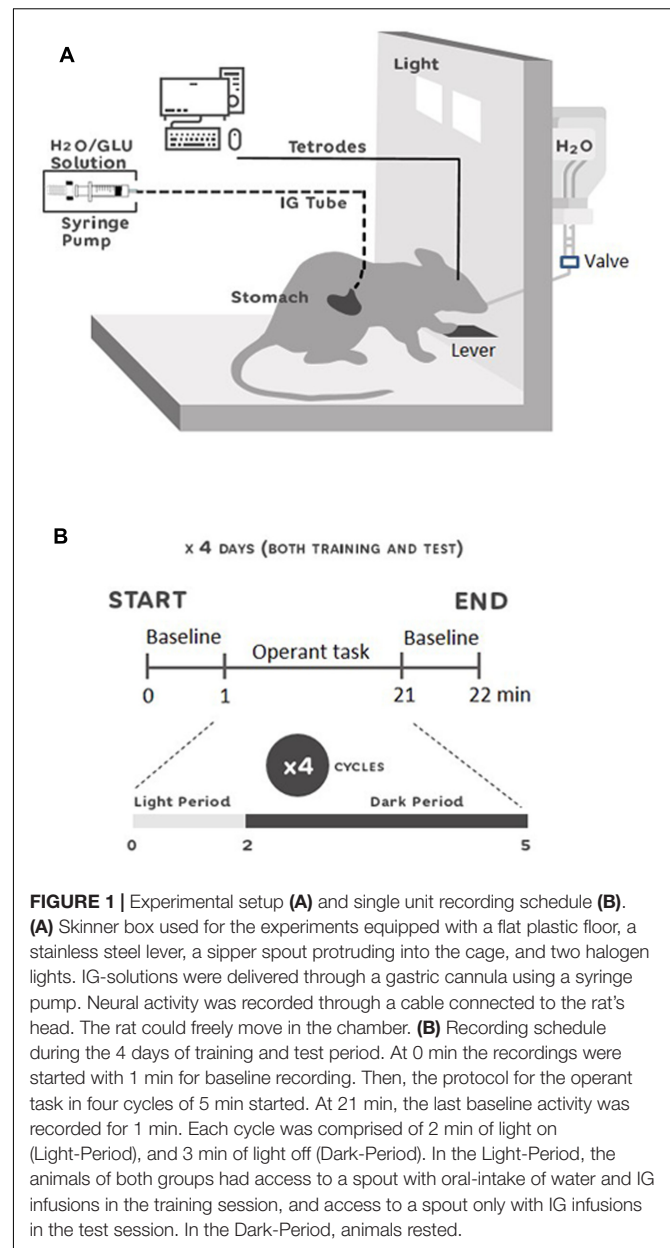 A
Light
H2O/GLU
Solution
Tetrodes
H2O
IG Tube
Syringe
Pump
Valve
Stomach
Lever
B
x 4 DAYS (BOTH TRAINING AND TEST)
START
END
Baseline
Operant task
Baseline
0
1
21
22 min
x4 CYCLES
Light Period
Dark Period
0
2
5
FIGURE 1 | Experimental setup (A) and single unit recording schedule (B).
(A) Skinner box used for the experiments equipped with a flat plastic floor, a
stainless steel lever, a sipper spout protruding into the cage, and two halogen
lights. IG-solutions were delivered through a gastric cannula using a syringe
pump. Neural activity was recorded through a cable connected to the rat's
head. The rat could freely move in the chamber. (B) Recording schedule
during the 4 days of training and test period. At 0 min the recordings were
started with 1 min for baseline recording. Then, the protocol for the operant
task in four cycles of 5 min started. At 21 min, the last baseline activity was
recorded for 1 min. Each cycle was comprised of 2 min of light on
(Light-Period), and 3 min of light off (Dark-Period). In the Light-Period, the
animals of both groups had access to a spout with oral-intake of water and IG
infusions in the training session, and access to a spout only with IG infusions
in the test session. In the Dark-Period, animals rested.